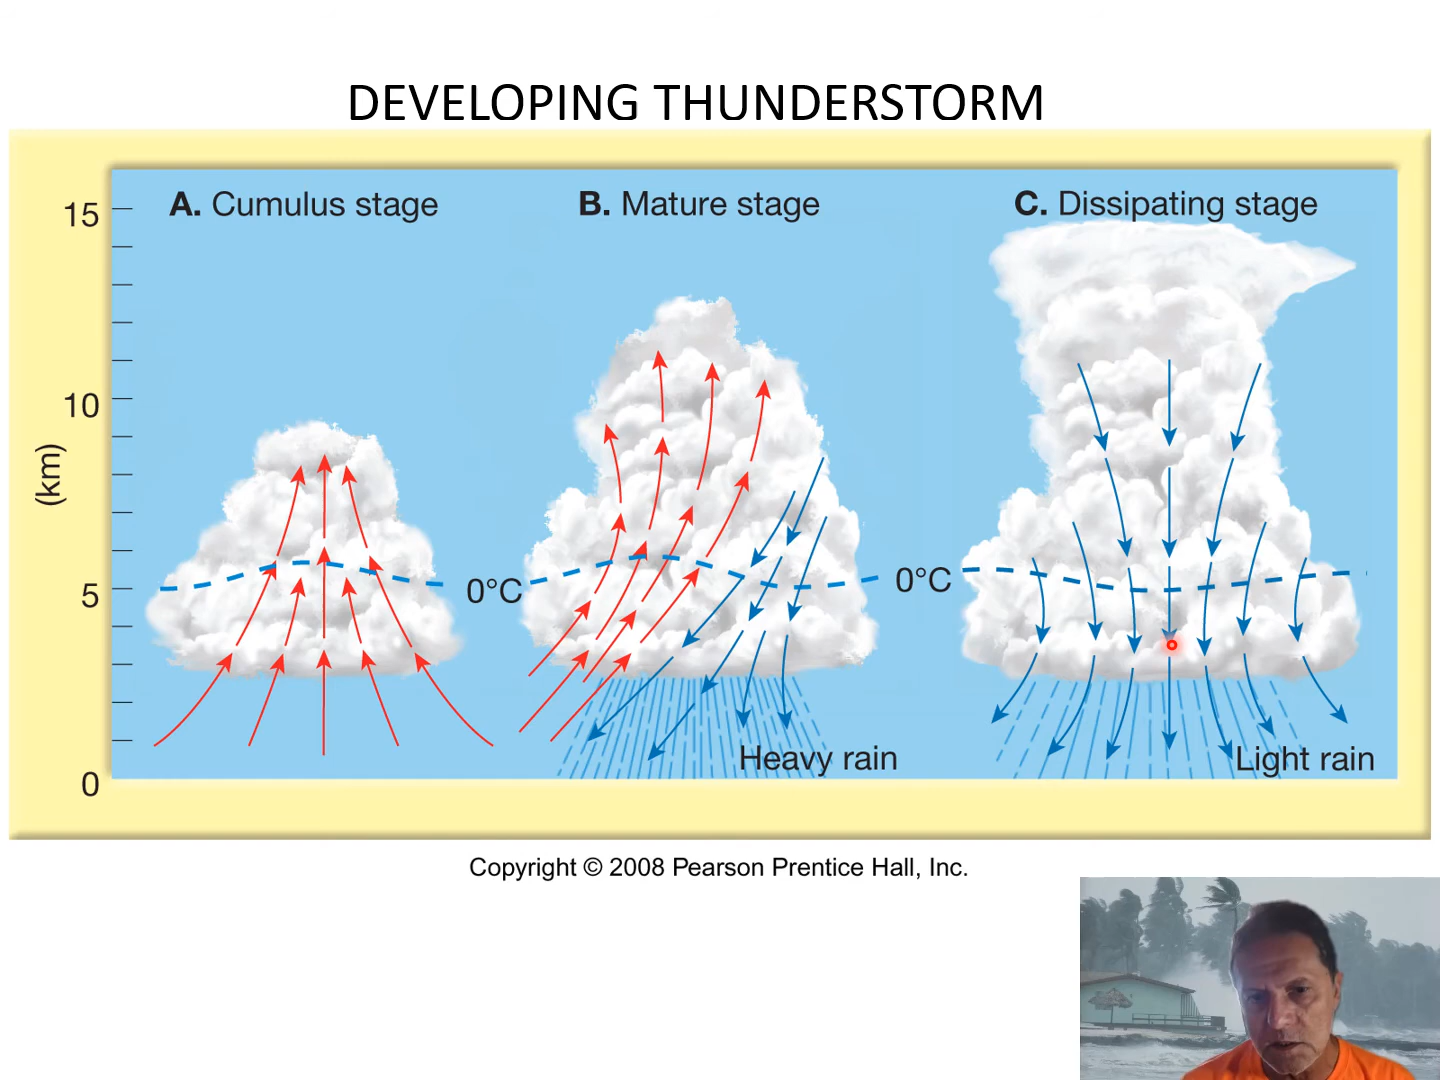 DEVELOPING THUNDERSTORM
A. Cumulus stage
B. Mature stage
C. Dissipating stage
15
10
(km)
5
0
0°C
0°C
Heavy rain
Light rain
Copyright © 2008 Pearson Prentice Hall, Inc.